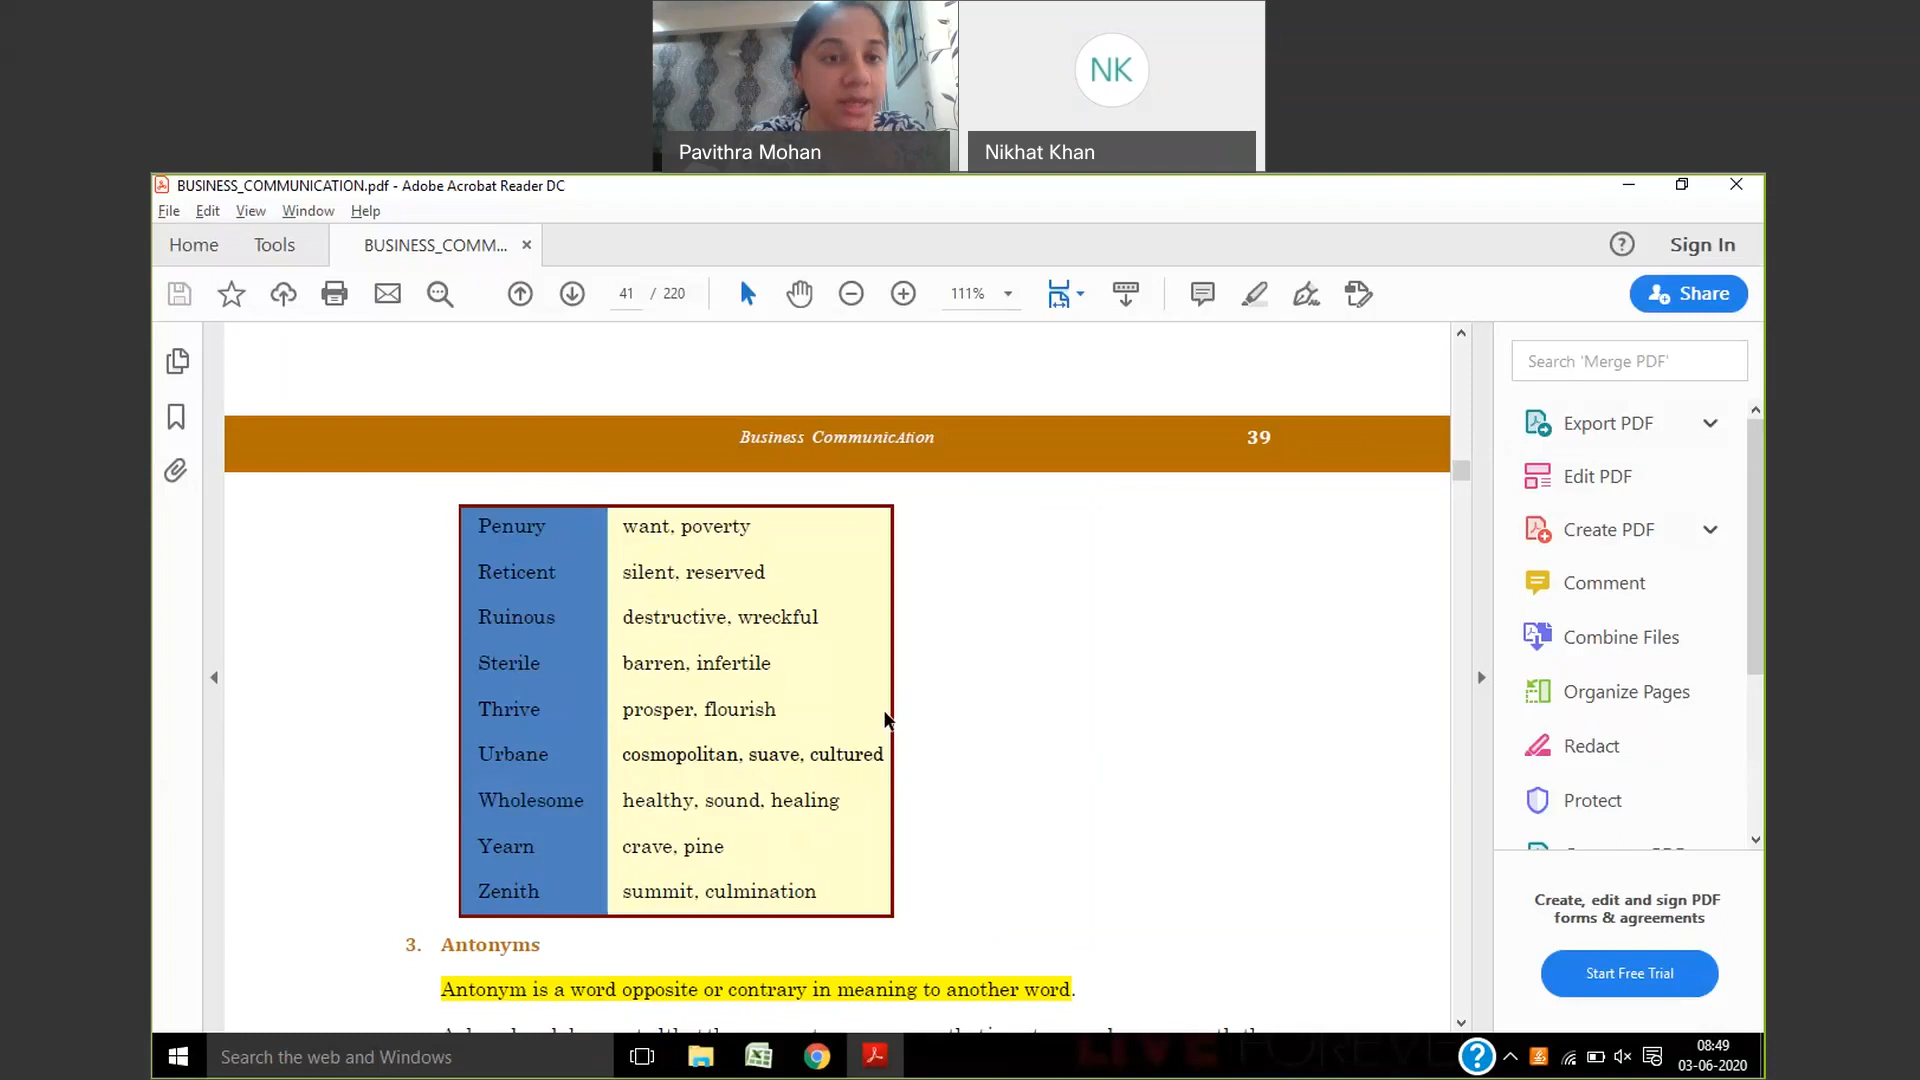 NK
Pavithra Mohan
Nikhat Khan
BUSINESS_COMMUNICATION.pdf - Adobe Acrobat Reader DC
File Edit View Window Help
Home Tools BUSINESS_COMM... × Sign In
41 / 220 111% Share
Search 'Merge PDF'
Business CommunicAtion 39
Export PDF
Edit PDF
Create PDF
Comment
Combine Files
Organize Pages
Redact
Protect
Penury want, poverty
Reticent silent, reserved
Ruinous destructive, wreckful
Sterile barren, infertile
Thrive prosper, flourish
Urbane cosmopolitan, suave, cultured
Wholesome healthy, sound, healing
Yearn crave, pine
Zenith summit, culmination
3. Antonyms
Antonym is a word opposite or contrary in meaning to another word.
Create, edit and sign PDF
forms & agreements
Start Free Trial
Search the web and Windows
08:49
03-06-2020